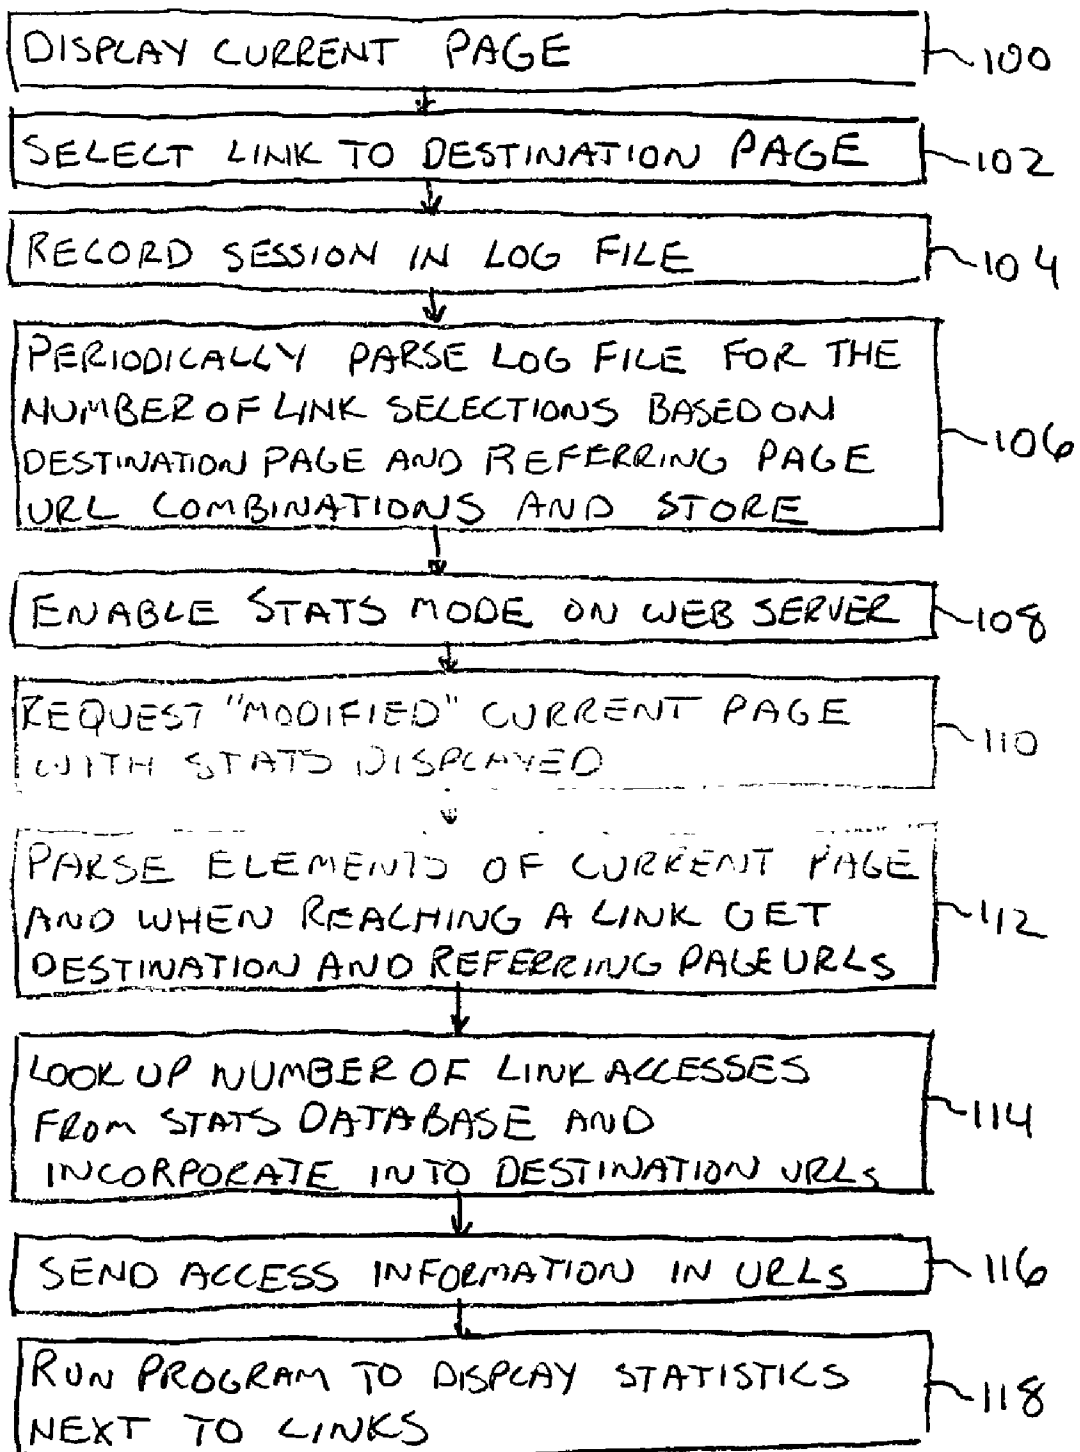 DISPLAY CURRENT PAGE 100
SELECT LINK TO DESTINATION PAGE 102
RECORD SESSION IN LOG FILE 104
PERIODICALLY PARSE LOG FILE FOR THE
NUMBER OF LINK SELECTIONS BASED ON
DESTINATION PAGE AND REFERRING PAGE 106
URL COMBINATIONS AND STORE
ENABLE STATS MODE ON WEB SERVER 108
REQUEST "MODIFIED" CURRENT PAGE
WITH STATS DISPLAYED 110
PARSE ELEMENTS OF CURRENT PAGE
AND WHEN REACHING A LINK GET 112
DESTINATION AND REFERRING PAGE URLs
LOOK UP NUMBER OF LINK ACCESSES
FROM STATS DATABASE AND 114
INCORPORATE INTO DESTINATION URLs
SEND ACCESS INFORMATION IN URLs 116
RUN PROGRAM TO DISPLAY STATISTICS
NEXT TO LINKS 118